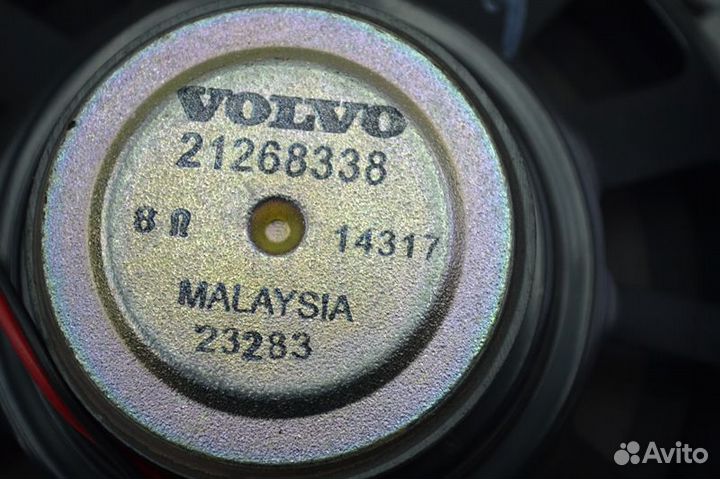 VOLVO
21268338
8 Ω 14317
MALAYSIA
23283
Avito